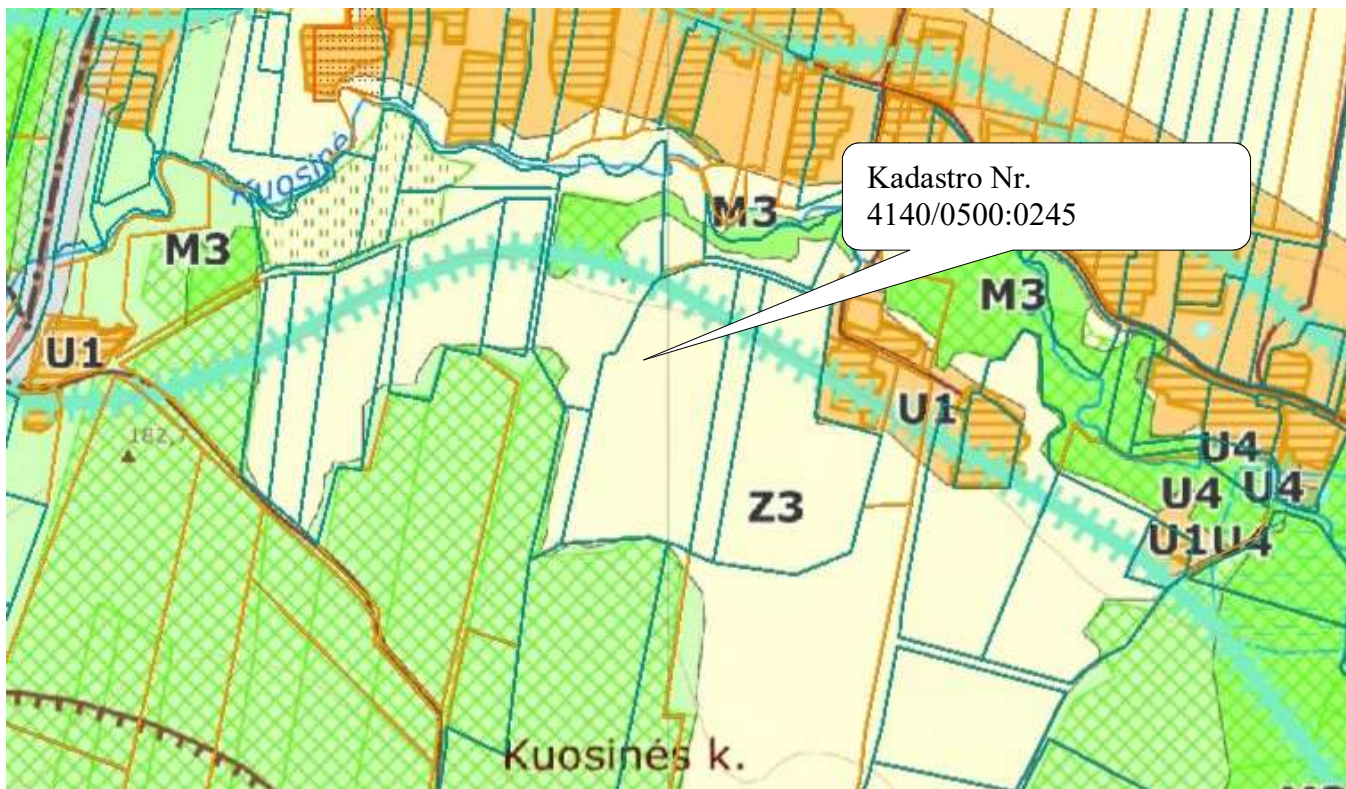 Kuosinė
M3
M3
Kadastro Nr.
4140/0500:0245
M3
U1
U1
182,7
U4
Z3
U4
U4
U1U4
Kuosinės k.